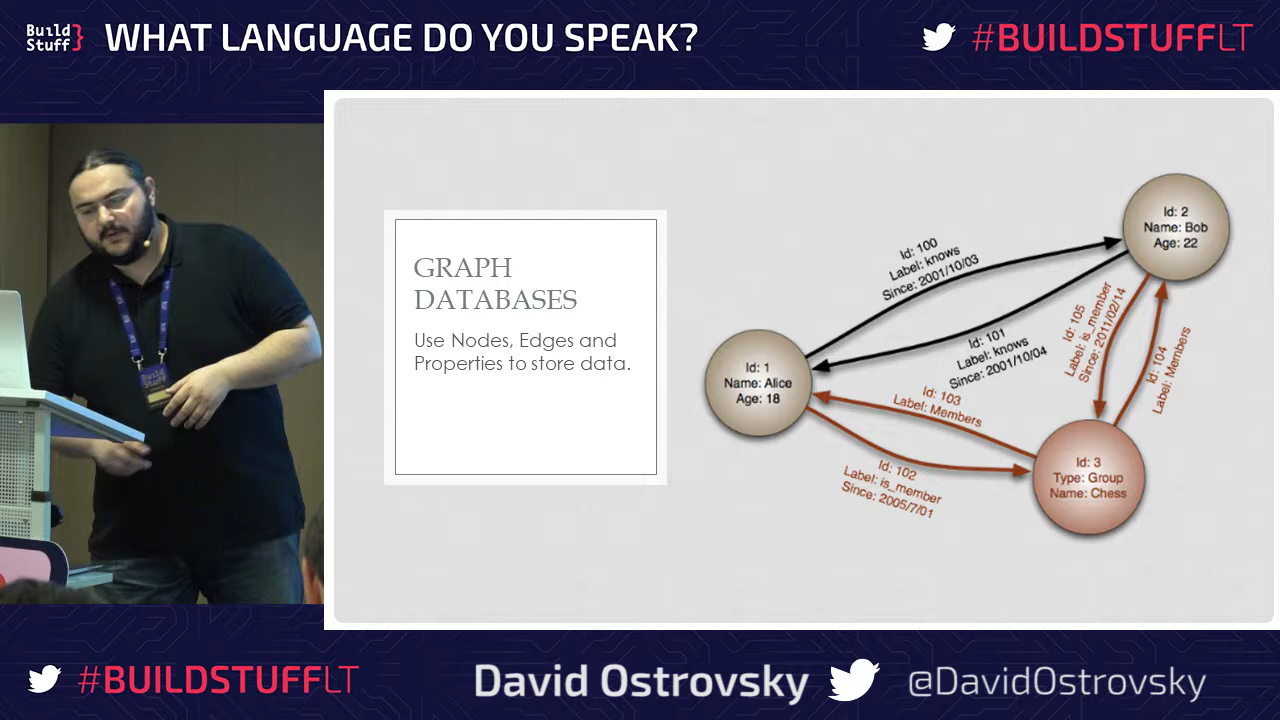 Build
Stuff}
WHAT LANGUAGE DO YOU SPEAK?
#BUILDSTUFFLT
GRAPH
DATABASES
Use Nodes, Edges and
Properties to store data.
Id: 100
Label: knows
Since: 2001/10/03
Id: 2
Name: Bob
Age: 22
Id: 101
Label: knows
Since: 2001/10/04
Id: 105
Label: is_member
Since: 2011/02/14
Id: 104
Label: Members
Id: 1
Name: Alice
Age: 18
Id: 103
Label: Members
Id: 102
Label: is_member
Since: 2005/7/01
Id: 3
Type: Group
Name: Chess
Build
Stuff
#BUILDSTUFFLT
David Ostrovsky
@DavidOstrovsky